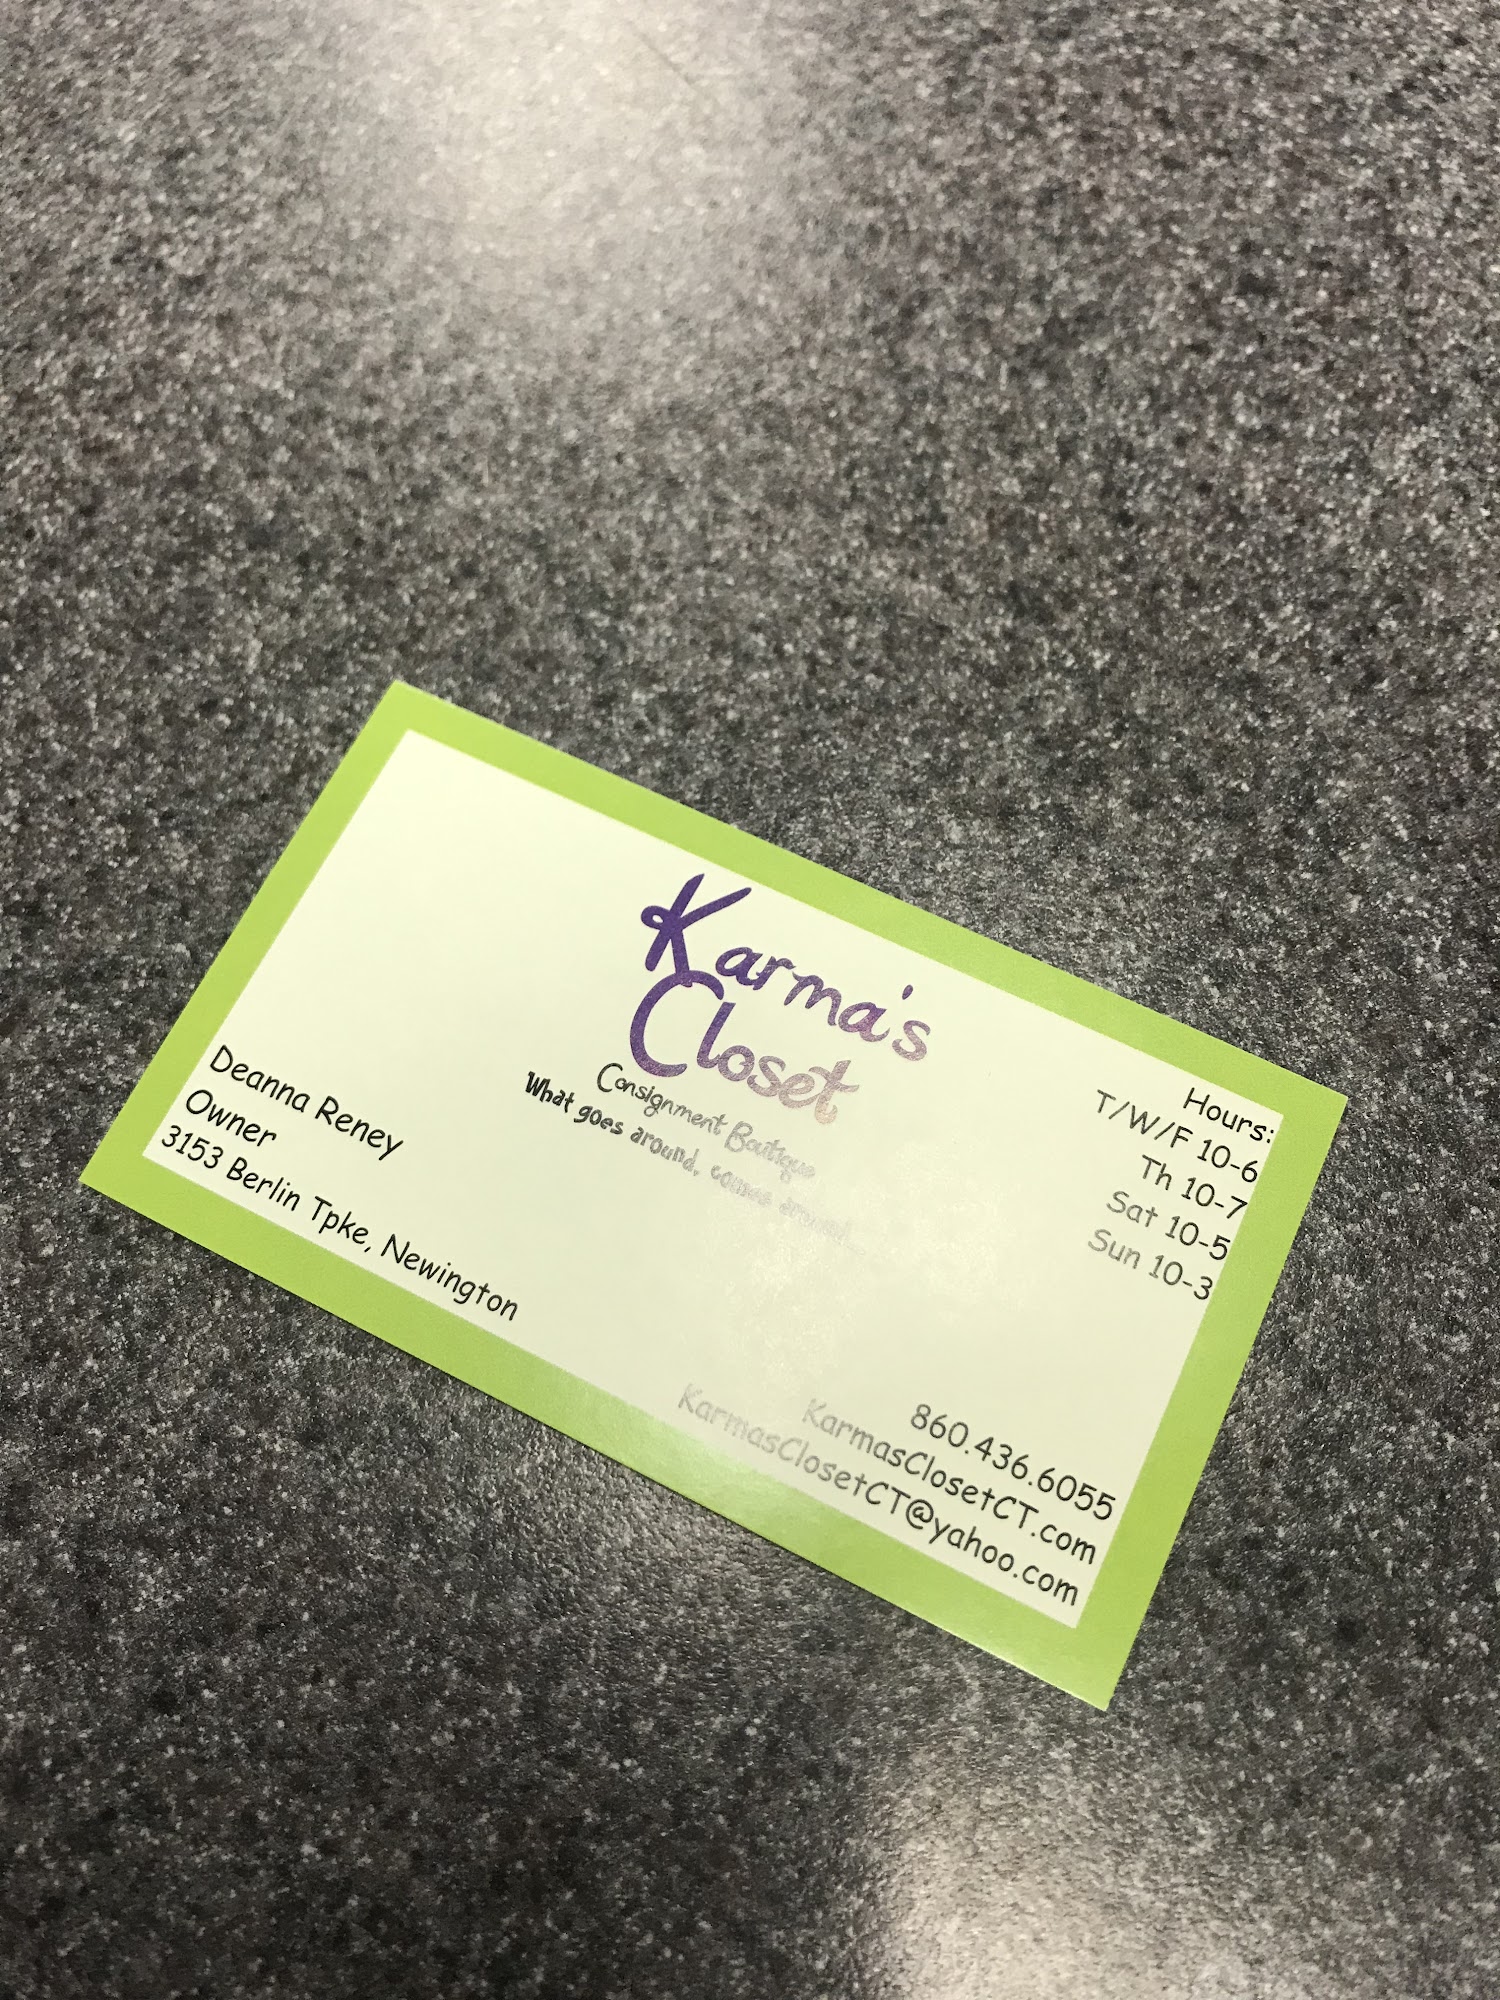 Karma's
Closet
Consignment Boutique
What goes around, comes around...
Deanna Reney
Owner
3153 Berlin Tpke, Newington
Hours:
T/W/F 10-6
Th 10-7
Sat 10-5
Sun 10-3
860.436.6055
KarmasClosetCT.com
KarmasClosetCT@yahoo.com